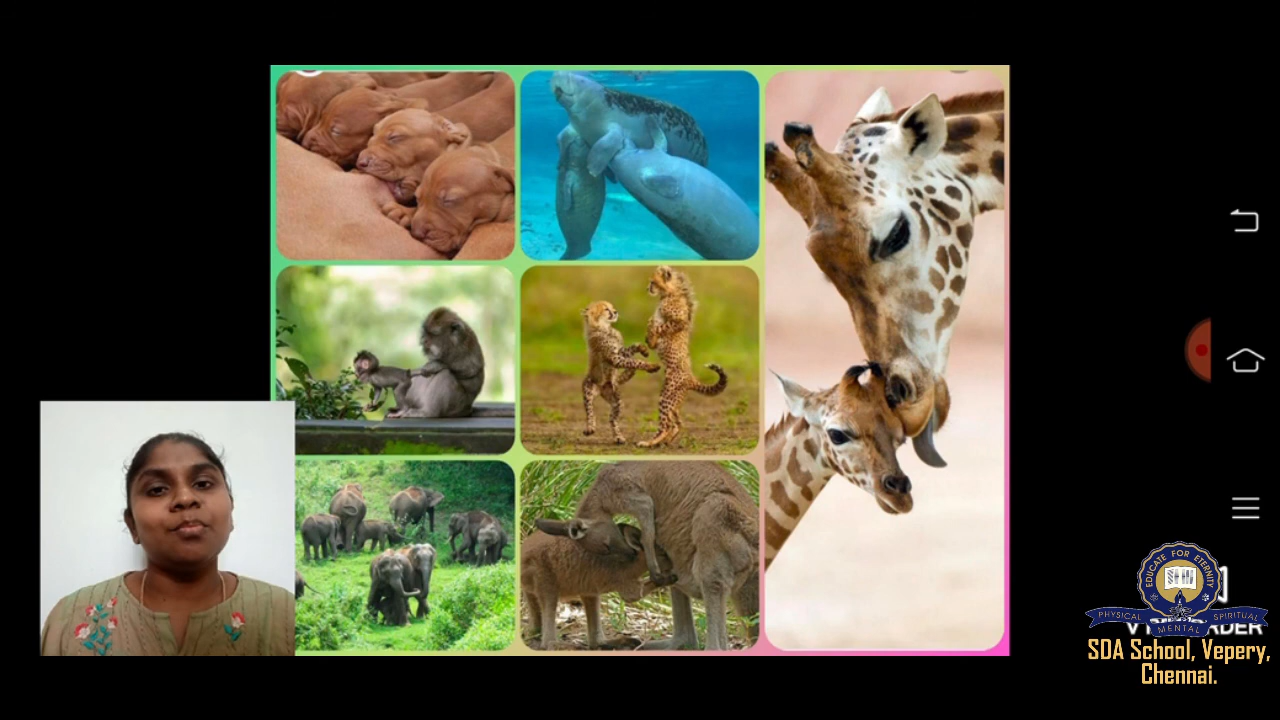 EDUCATE FOR ETERNITY
PHYSICAL
MENTAL
SPIRITUAL
SDA School, Vepery,
Chennai.